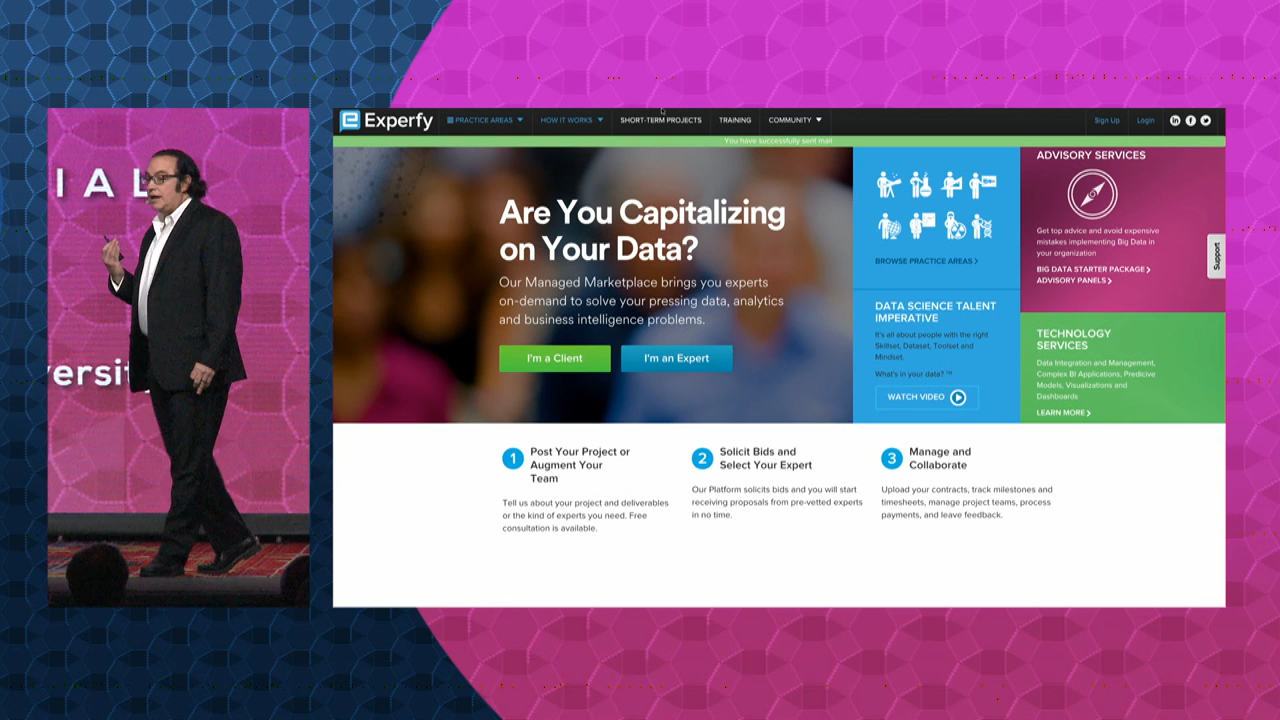 IAL
versit
Experfy
PRACTICE AREAS
HOW IT WORKS
SHORT-TERM PROJECTS
TRAINING
COMMUNITY
Sign Up
Login
You have successfully sent mail
Are You Capitalizing
on Your Data?
Our Managed Marketplace brings you experts
on-demand to solve your pressing data, analytics
and business intelligence problems.
I'm a Client
I'm an Expert
BROWSE PRACTICE AREAS >
DATA SCIENCE TALENT
IMPERATIVE
It's all about people with the right
Skillset, Dataset, Toolset and
Mindset.
What's in your data? ™
WATCH VIDEO
ADVISORY SERVICES
Get top advice and avoid expensive
mistakes implementing Big Data in
your organization
BIG DATA STARTER PACKAGE >
ADVISORY PANELS >
Support
TECHNOLOGY
SERVICES
Data Integration and Management,
Complex BI Applications, Predicive
Models, Visualizations and
Dashboards
LEARN MORE >
1
Post Your Project or
Augment Your
Team
Tell us about your project and deliverables
or the kind of experts you need. Free
consultation is available.
2
Solicit Bids and
Select Your Expert
Our Platform solicits bids and you will start
receiving proposals from pre-vetted experts
in no time.
3
Manage and
Collaborate
Upload your contracts, track milestones and
timesheets, manage project teams, process
payments, and leave feedback.